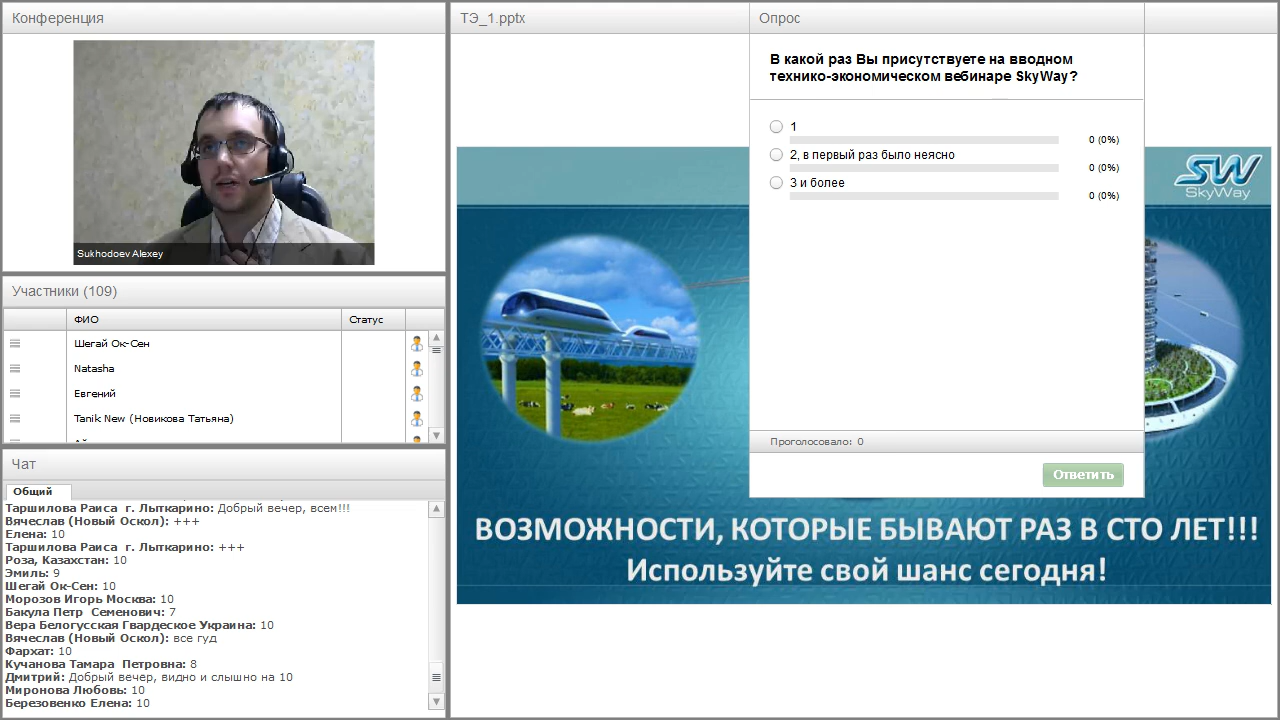 Конференция
Sukhodoev Alexey
Участники (109)
ФИО
Статус
Шегай Ок-Сен
Natasha
Евгений
Tanik New (Новикова Татьяна)
Чат
Общий
Таршилова Раиса г. Лыткарино: Добрый вечер, всем!!!
Вячеслав (Новый Оскол): +++
Елена: 10
Таршилова Раиса г. Лыткарино: +++
Роза, Казахстан: 10
Эмиль: 9
Шегай Ок-Сен: 10
Морозов Игорь Москва: 10
Бакула Петр Семенович: 7
Вера Белогусская Гвардеское Украина: 10
Вячеслав (Новый Оскол): все гуд
Фархат: 10
Кучанова Тамара Петровна: 8
Дмитрий: Добрый вечер, видно и слышно на 10
Миронова Любовь: 10
Березовенко Елена: 10
ТЭ_1.pptx
Опрос
В какой раз Вы присутствуете на вводном
технико-экономическом вебинаре SkyWay?
1
0 (0%)
2, в первый раз было неясно
0 (0%)
3 и более
0 (0%)
Проголосовало: 0
Ответить
SW
SkyWay
ВОЗМОЖНОСТИ, КОТОРЫЕ БЫВАЮТ РАЗ В СТО ЛЕТ!!!
Используйте свой шанс сегодня!